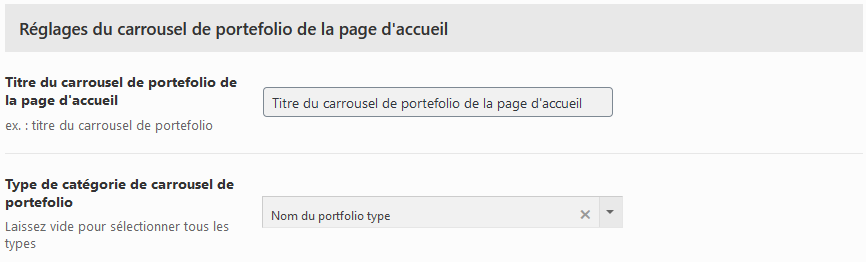 Réglages du carrousel de portefolio de la page d'accueil
Titre du carrousel de portefolio de
la page d'accueil
ex. : titre du carrousel de portefolio
Titre du carrousel de portefolio de la page d'accueil
Type de catégorie de carrousel de
portefolio
Laissez vide pour sélectionner tous les
types
Nom du portfolio type